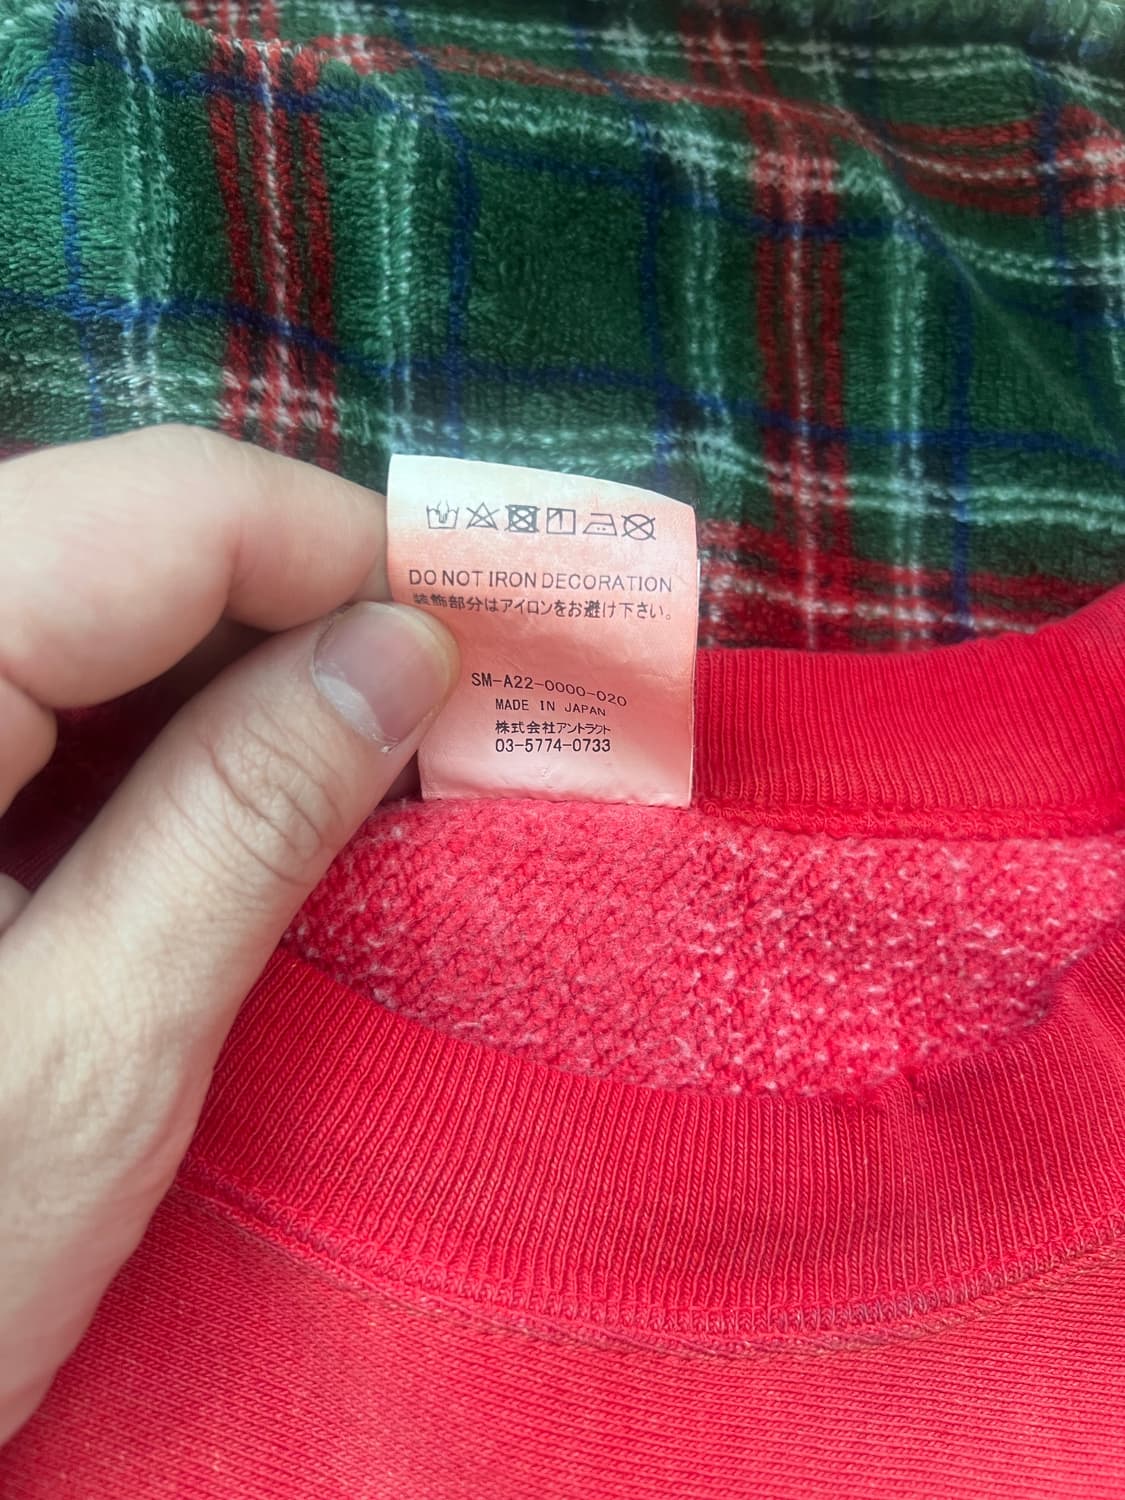 DO NOT IRON DECORATION
装飾部分はアイロンをお避け下さい。
SM-A22-0000-020
MADE IN JAPAN
株式会社アントラクト
03-5774-0733